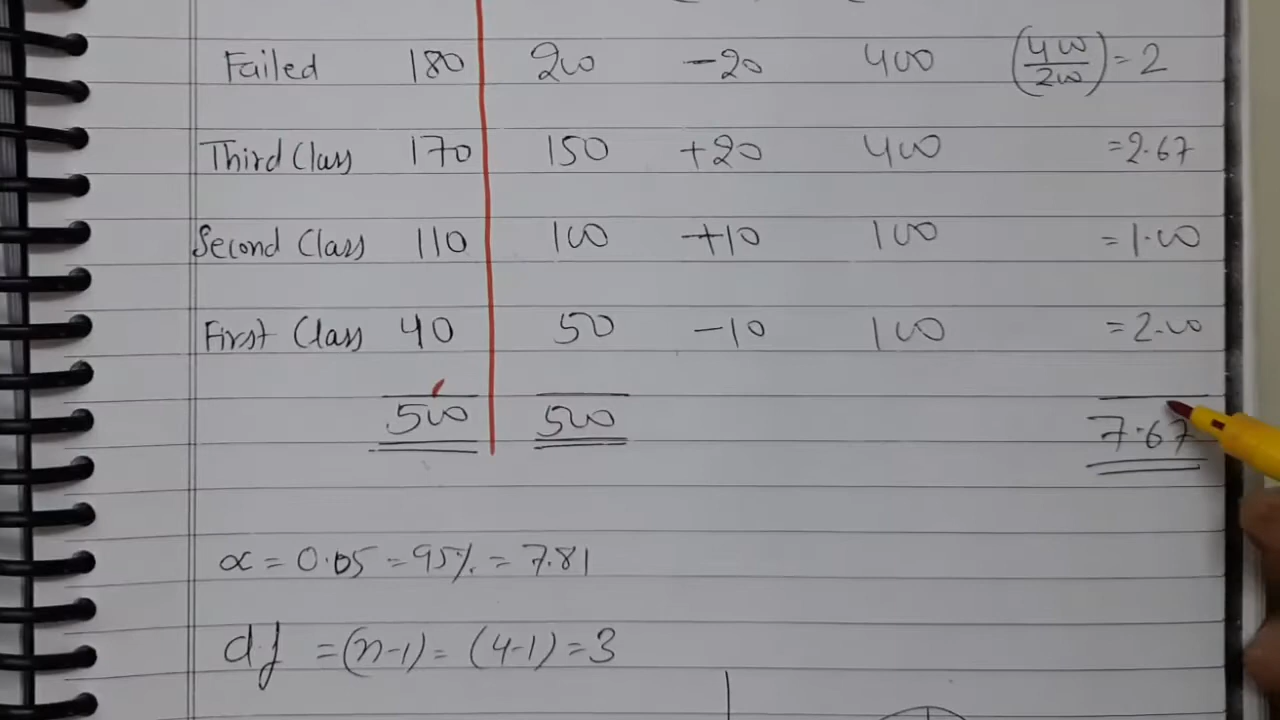 Failed 180 200 -20 400 (400/200) = 2
Third Class 170 150 +20 400 = 2.67
Second Class 110 100 +10 100 = 1.00
First Class 40 50 -10 100 = 2.00
500 500 7.67
α = 0.05 = 95% = 7.81
d.f = (n-1) = (4-1) = 3